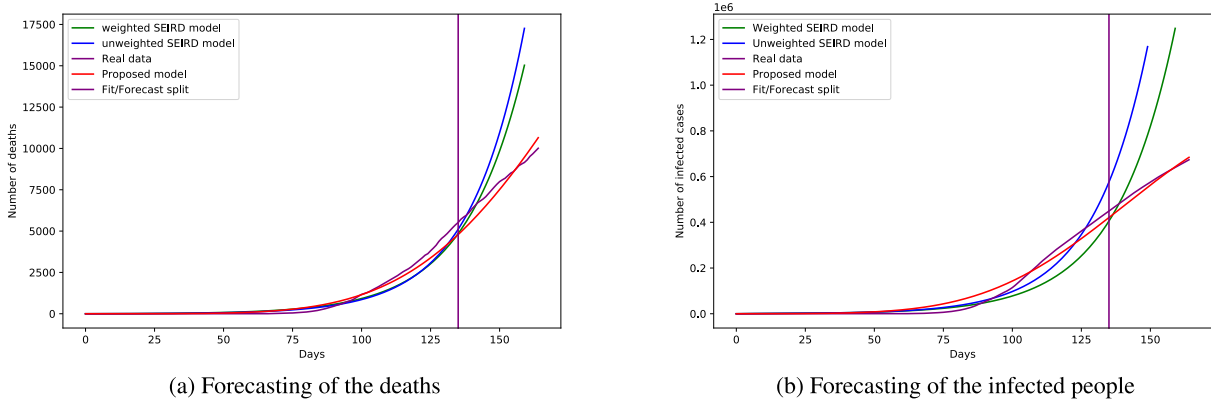 17500
15000
12500
10000
7500
5000
2500
0
Number of deaths
weighted SEIRD model
unweighted SEIRD model
Real data
Proposed model
Fit/Forecast split
0 25 50 75 100 125 150
Days
(a) Forecasting of the deaths
1e6
1.2
1.0
0.8
0.6
0.4
0.2
0.0
Number of infected cases
Weighted SEIRD model
Unweighted SEIRD model
Real data
Proposed model
Fit/Forecast split
0 25 50 75 100 125 150
Days
(b) Forecasting of the infected people